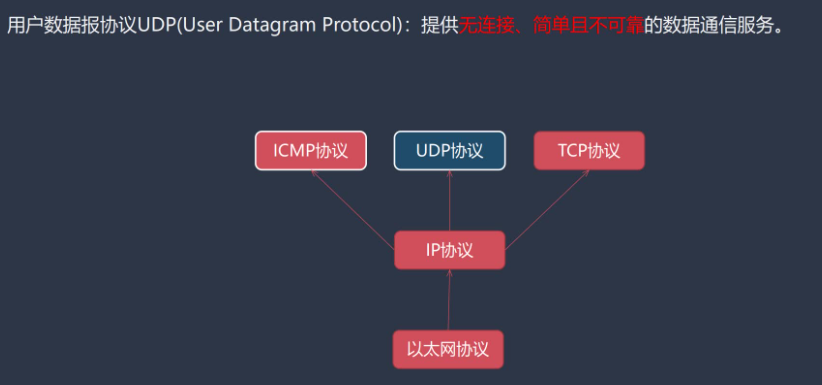 用户数据报协议UDP(User Datagram Protocol)：提供无连接、简单且不可靠的数据通信服务。
ICMP协议
UDP协议
TCP协议
IP协议
以太网协议